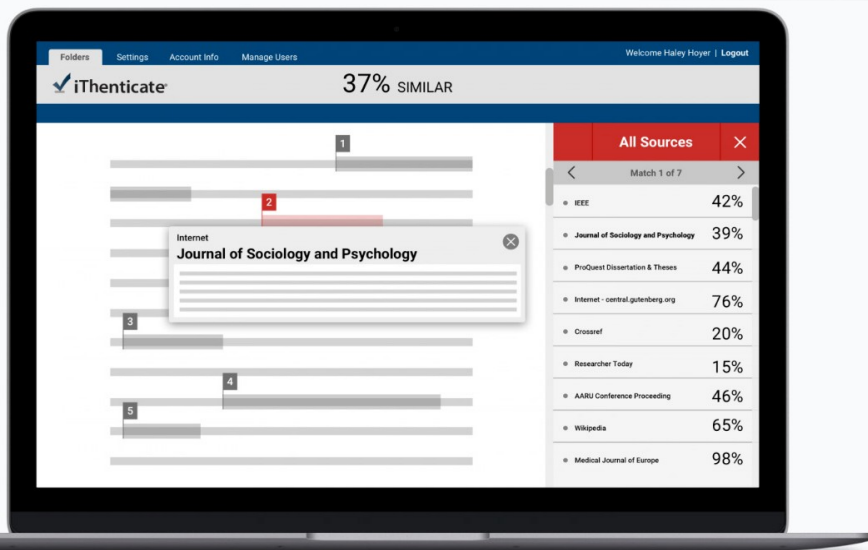 Folders Settings Account Info Manage Users Welcome Haley Hoyer | Logout
iThenticate® 37% SIMILAR
1
2
Internet
Journal of Sociology and Psychology
3
4
5
All Sources
Match 1 of 7
IEEE 42%
Journal of Sociology and Psychology 39%
ProQuest Dissertation & Theses 44%
Internet - central.gutenberg.org 76%
Crossref 20%
Researcher Today 15%
AARU Conference Proceeding 46%
Wikipedia 65%
Medical Journal of Europe 98%